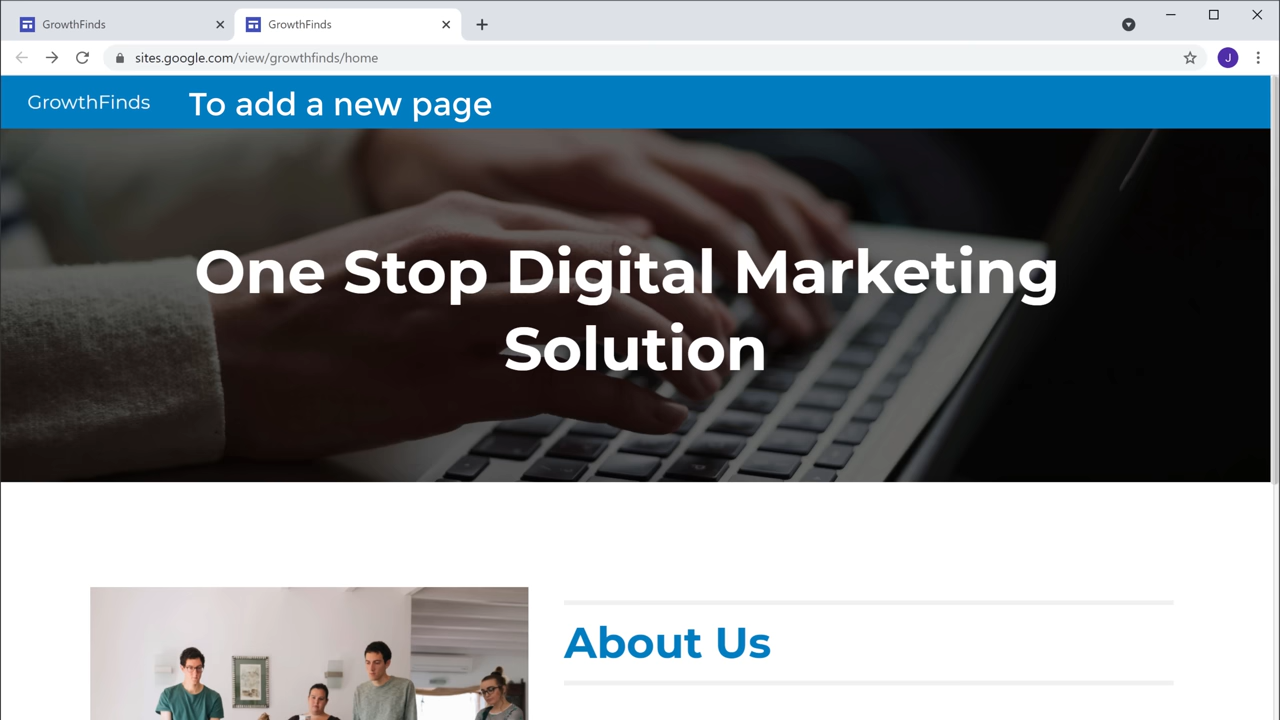 GrowthFinds
GrowthFinds
sites.google.com/view/growthfinds/home
J
GrowthFinds
To add a new page
One Stop Digital Marketing
Solution
About Us